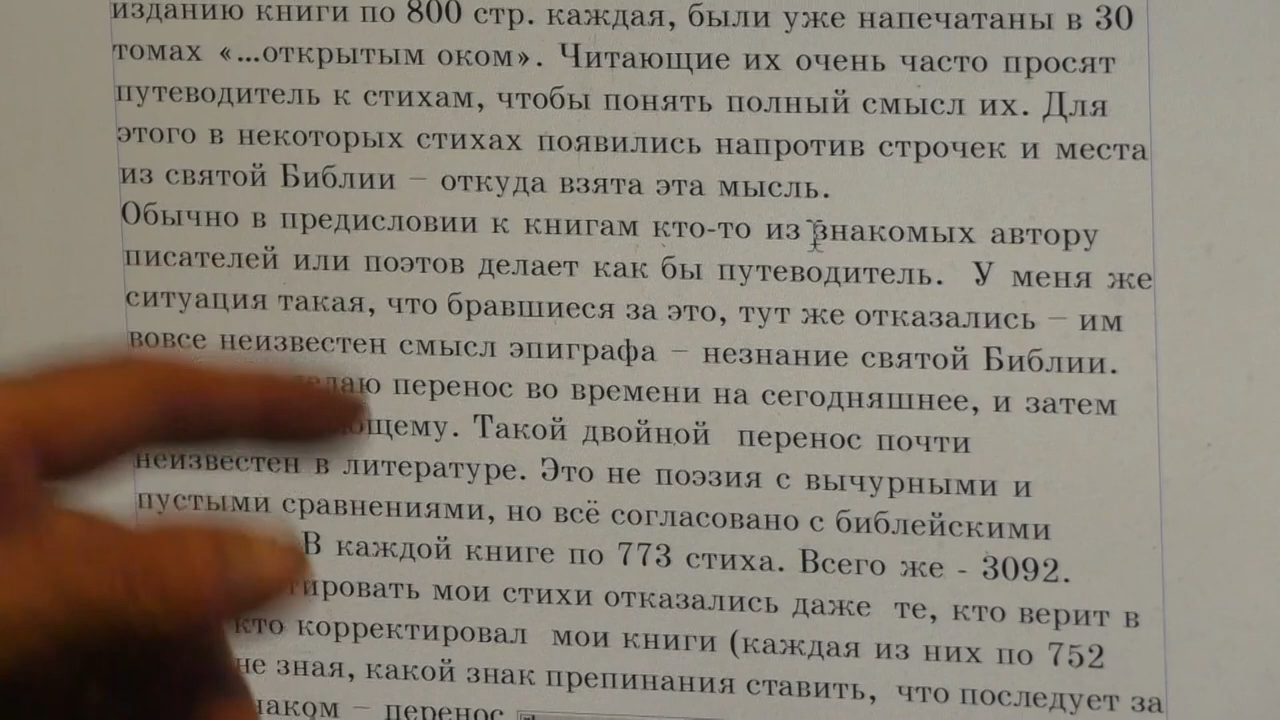 изданию книги по 800 стр. каждая, были уже напечатаны в 30
томах «...открытым оком». Читающие их очень часто просят
путеводитель к стихам, чтобы понять полный смысл их. Для
этого в некоторых стихах появились напротив строчек и места
из святой Библии – откуда взята эта мысль.
Обычно в предисловии к книгам кто-то из знакомых автору
писателей или поэтов делает как бы путеводитель.  У меня же
ситуация такая, что бравшиеся за это, тут же отказались – им
вовсе неизвестен смысл эпиграфа – незнание святой Библии.
перенос во времени на сегодняшнее, и затем
Такой двойной  перенос почти
неизвестен в литературе. Это не поэзия с вычурными и
пустыми сравнениями, но всё согласовано с библейскими
В каждой книге по 773 стиха. Всего же - 3092.
мои стихи отказались даже  те, кто верит в
кто корректировал  мои книги (каждая из них по 752
не зная, какой знак препинания ставить,  что последует за
– перенос